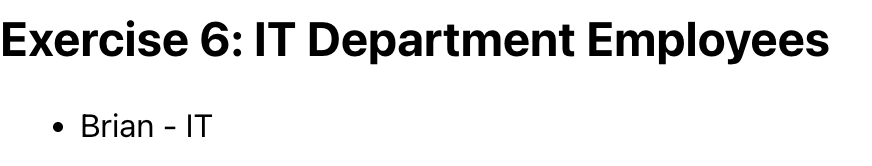 Exercise 6: IT Department Employees
• Brian - IT